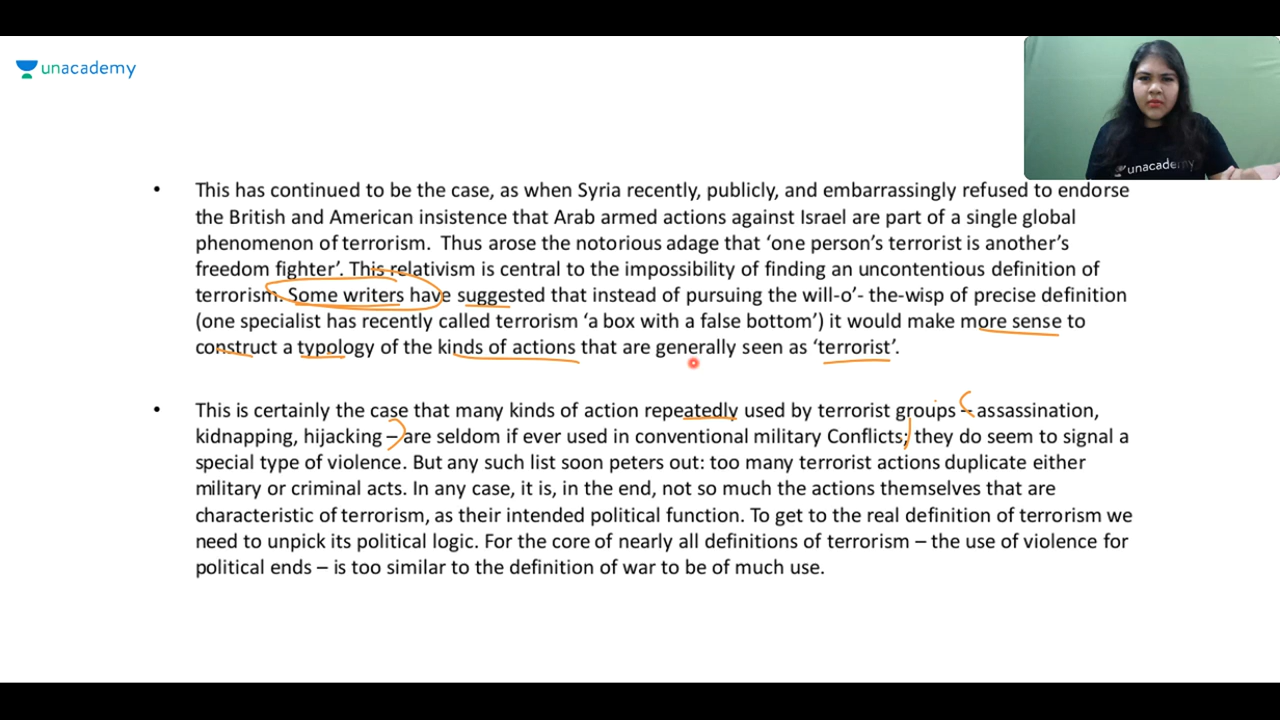 unacademy
unacademy
• This has continued to be the case, as when Syria recently, publicly, and embarrassingly refused to endorse
the British and American insistence that Arab armed actions against Israel are part of a single global
phenomenon of terrorism.  Thus arose the notorious adage that ‘one person’s terrorist is another’s
freedom fighter’. This relativism is central to the impossibility of finding an uncontentious definition of
terrorism. Some writers have suggested that instead of pursuing the will-o’- the-wisp of precise definition
(one specialist has recently called terrorism ‘a box with a false bottom’) it would make more sense to
construct a typology of the kinds of actions that are generally seen as ‘terrorist’.
• This is certainly the case that many kinds of action repeatedly used by terrorist groups – assassination,
kidnapping, hijacking – are seldom if ever used in conventional military Conflicts; they do seem to signal a
special type of violence. But any such list soon peters out: too many terrorist actions duplicate either
military or criminal acts. In any case, it is, in the end, not so much the actions themselves that are
characteristic of terrorism, as their intended political function. To get to the real definition of terrorism we
need to unpick its political logic. For the core of nearly all definitions of terrorism – the use of violence for
political ends – is too similar to the definition of war to be of much use.